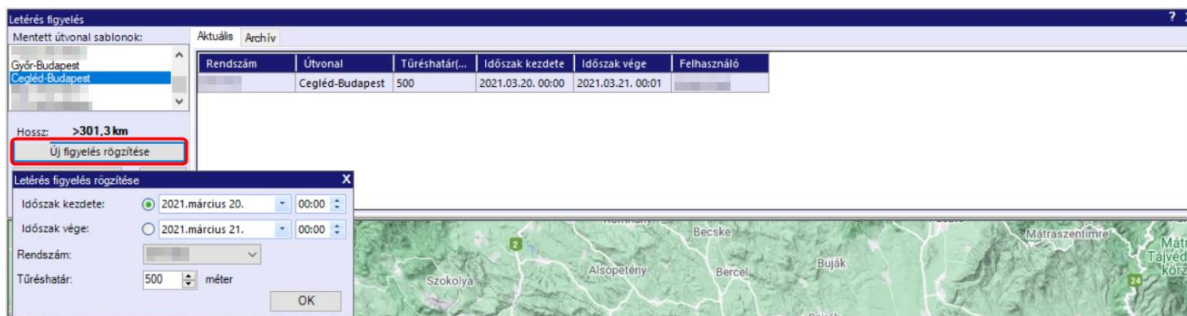 Letérés figyelés ?
Mentett útvonal sablonok:
Győr-Budapest
Cegléd-Budapest
Hossz: >301,3 km
Új figyelés rögzítése
Aktuális Archív
Rendszám Útvonal Tűréshatár(... Időszak kezdete Időszak vége Felhasználó
Cegléd-Budapest 500 2021.03.20. 00:00 2021.03.21. 00:01
Letérés figyelés rögzítése X
Időszak kezdete: 2021.március 20. 00:00
Időszak vége: 2021.március 21. 00:00
Rendszám:
Tűréshatár: 500 méter
OK
Becske
2
Szokolya
Alsópetény
Bercel
Buják
Mátraszentimre
24